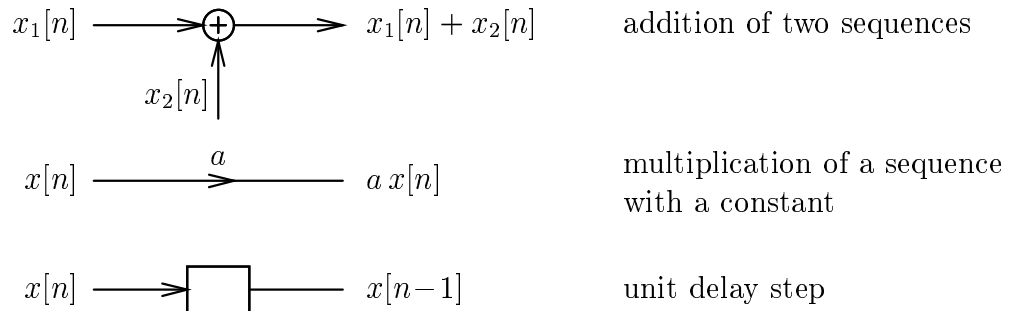 x₁[n] + x₁[n] + x₂[n] addition of two sequences
x₂[n]
a
x[n] a x[n] multiplication of a sequence
with a constant
x[n] x[n−1] unit delay step